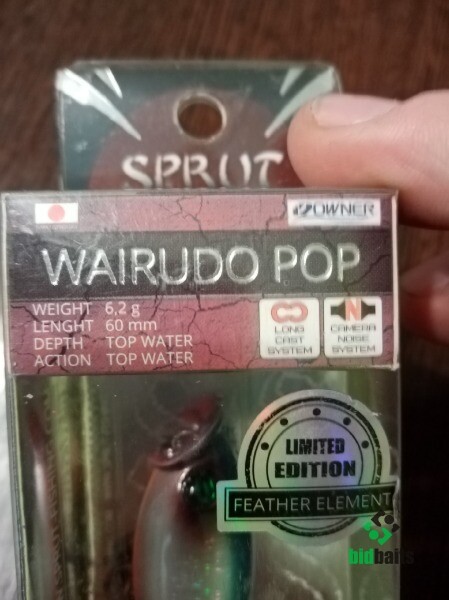 SPRUT
OWNER
WAIRUDO POP
WEIGHT 6,2 g
LENGHT 60 mm
DEPTH TOP WATER
ACTION TOP WATER
LONG
CAST
SYSTEM
N
CAMERA
NOISE
SYSTEM
LIMITED
EDITION
FEATHER ELEMENT
bidbaits